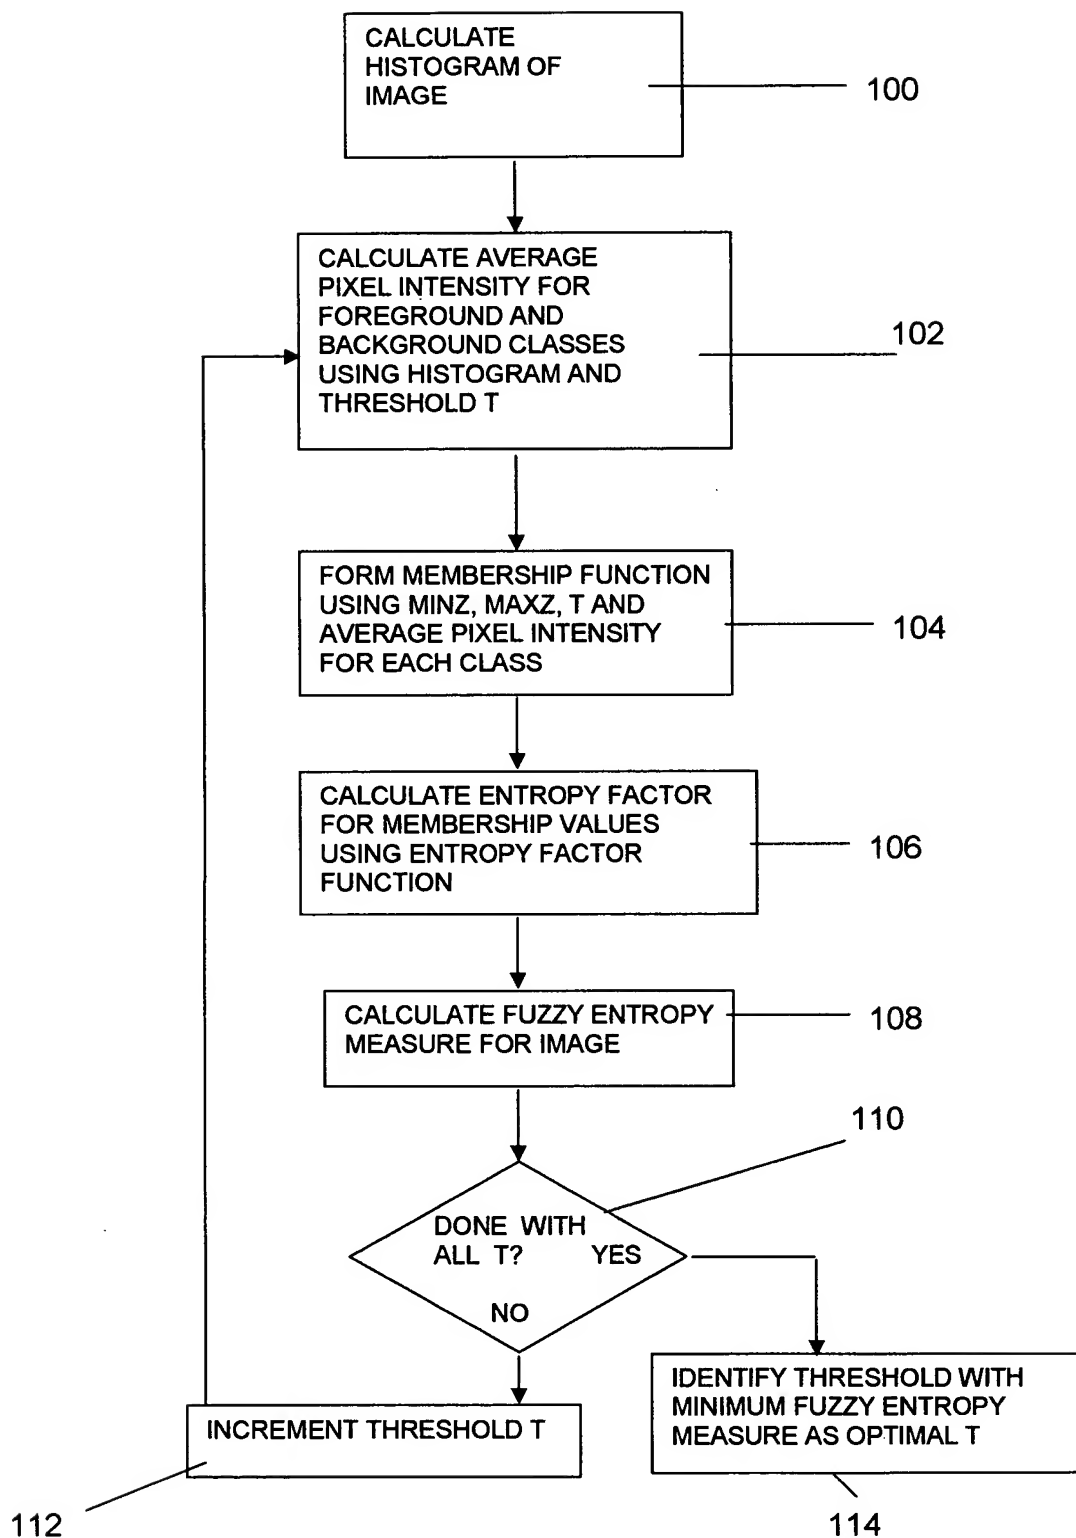 CALCULATE
HISTOGRAM OF
IMAGE
100
CALCULATE AVERAGE
PIXEL INTENSITY FOR
FOREGROUND AND
BACKGROUND CLASSES
USING HISTOGRAM AND
THRESHOLD T
102
FORM MEMBERSHIP FUNCTION
USING MINZ, MAXZ, T AND
AVERAGE PIXEL INTENSITY
FOR EACH CLASS
104
CALCULATE ENTROPY FACTOR
FOR MEMBERSHIP VALUES
USING ENTROPY FACTOR
FUNCTION
106
CALCULATE FUZZY ENTROPY
MEASURE FOR IMAGE
108
110
DONE WITH
ALL T? YES
NO
INCREMENT THRESHOLD T
112
IDENTIFY THRESHOLD WITH
MINIMUM FUZZY ENTROPY
MEASURE AS OPTIMAL T
114